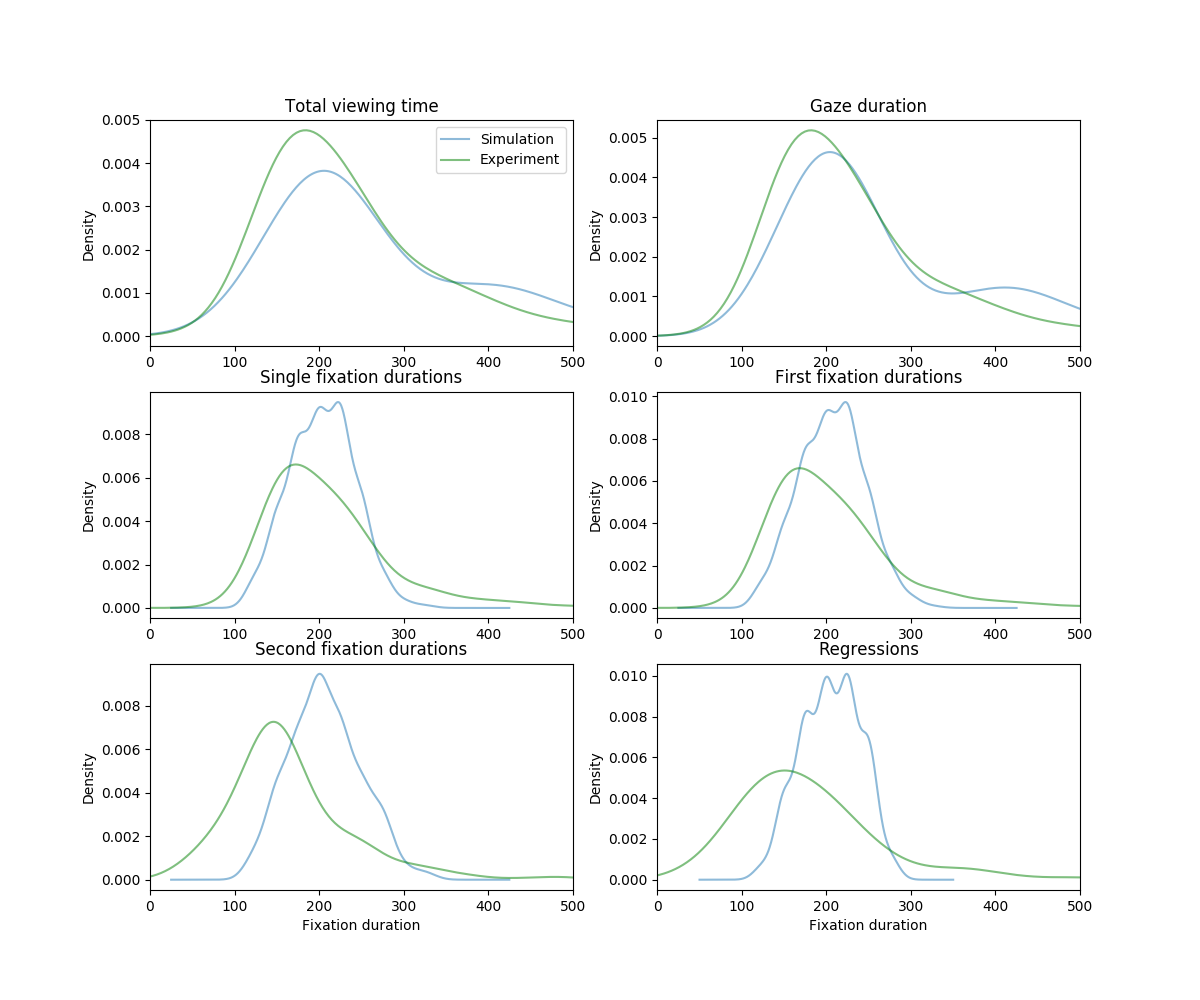 Total viewing time
0.005
0.004
0.003
0.002
0.001
0.000
Density
0 100 200 300 400 500
Simulation
Experiment
Gaze duration
0.005
0.004
0.003
0.002
0.001
0.000
Density
0 100 200 300 400 500
Single fixation durations
0.008
0.006
0.004
0.002
0.000
Density
0 100 200 300 400 500
First fixation durations
0.010
0.008
0.006
0.004
0.002
0.000
Density
0 100 200 300 400 500
Second fixation durations
0.008
0.006
0.004
0.002
0.000
Density
0 100 200 300 400 500
Fixation duration
Regressions
0.010
0.008
0.006
0.004
0.002
0.000
Density
0 100 200 300 400 500
Fixation duration